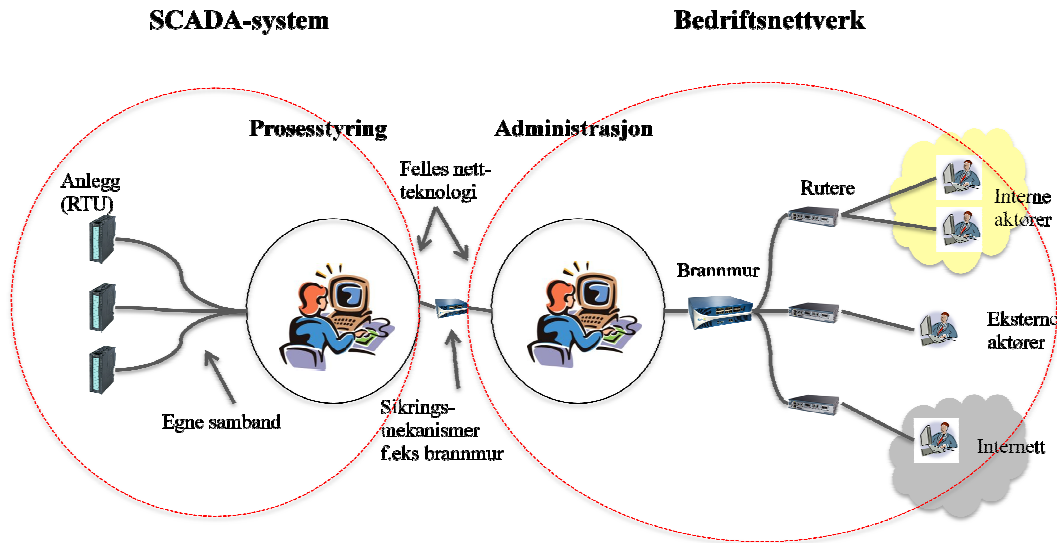 SCADA-system
Bedriftsnettverk
Prosesstyring
Administrasjon
Felles nett-
teknologi
Anlegg
(RTU)
Rutere
Interne
aktører
Brannmur
Eksterne
aktører
Egne samband
Sikrings-
mekanismer
f.eks brannmur
Internett